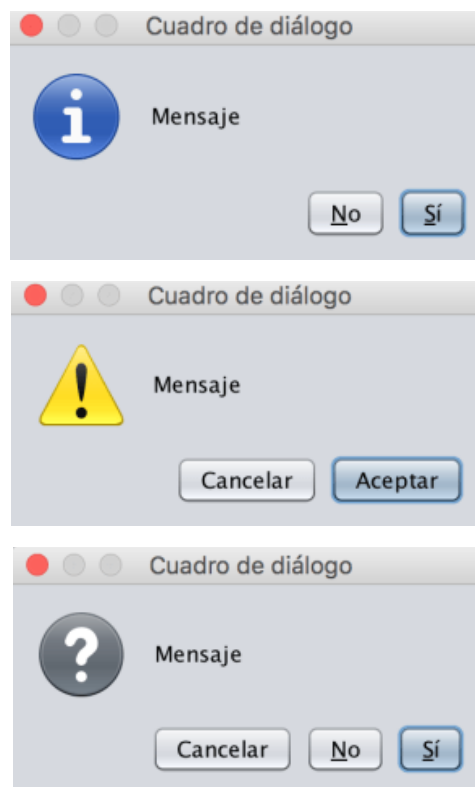 Cuadro de diálogo
Mensaje
No Sí
Cuadro de diálogo
Mensaje
Cancelar Aceptar
Cuadro de diálogo
Mensaje
Cancelar No Sí